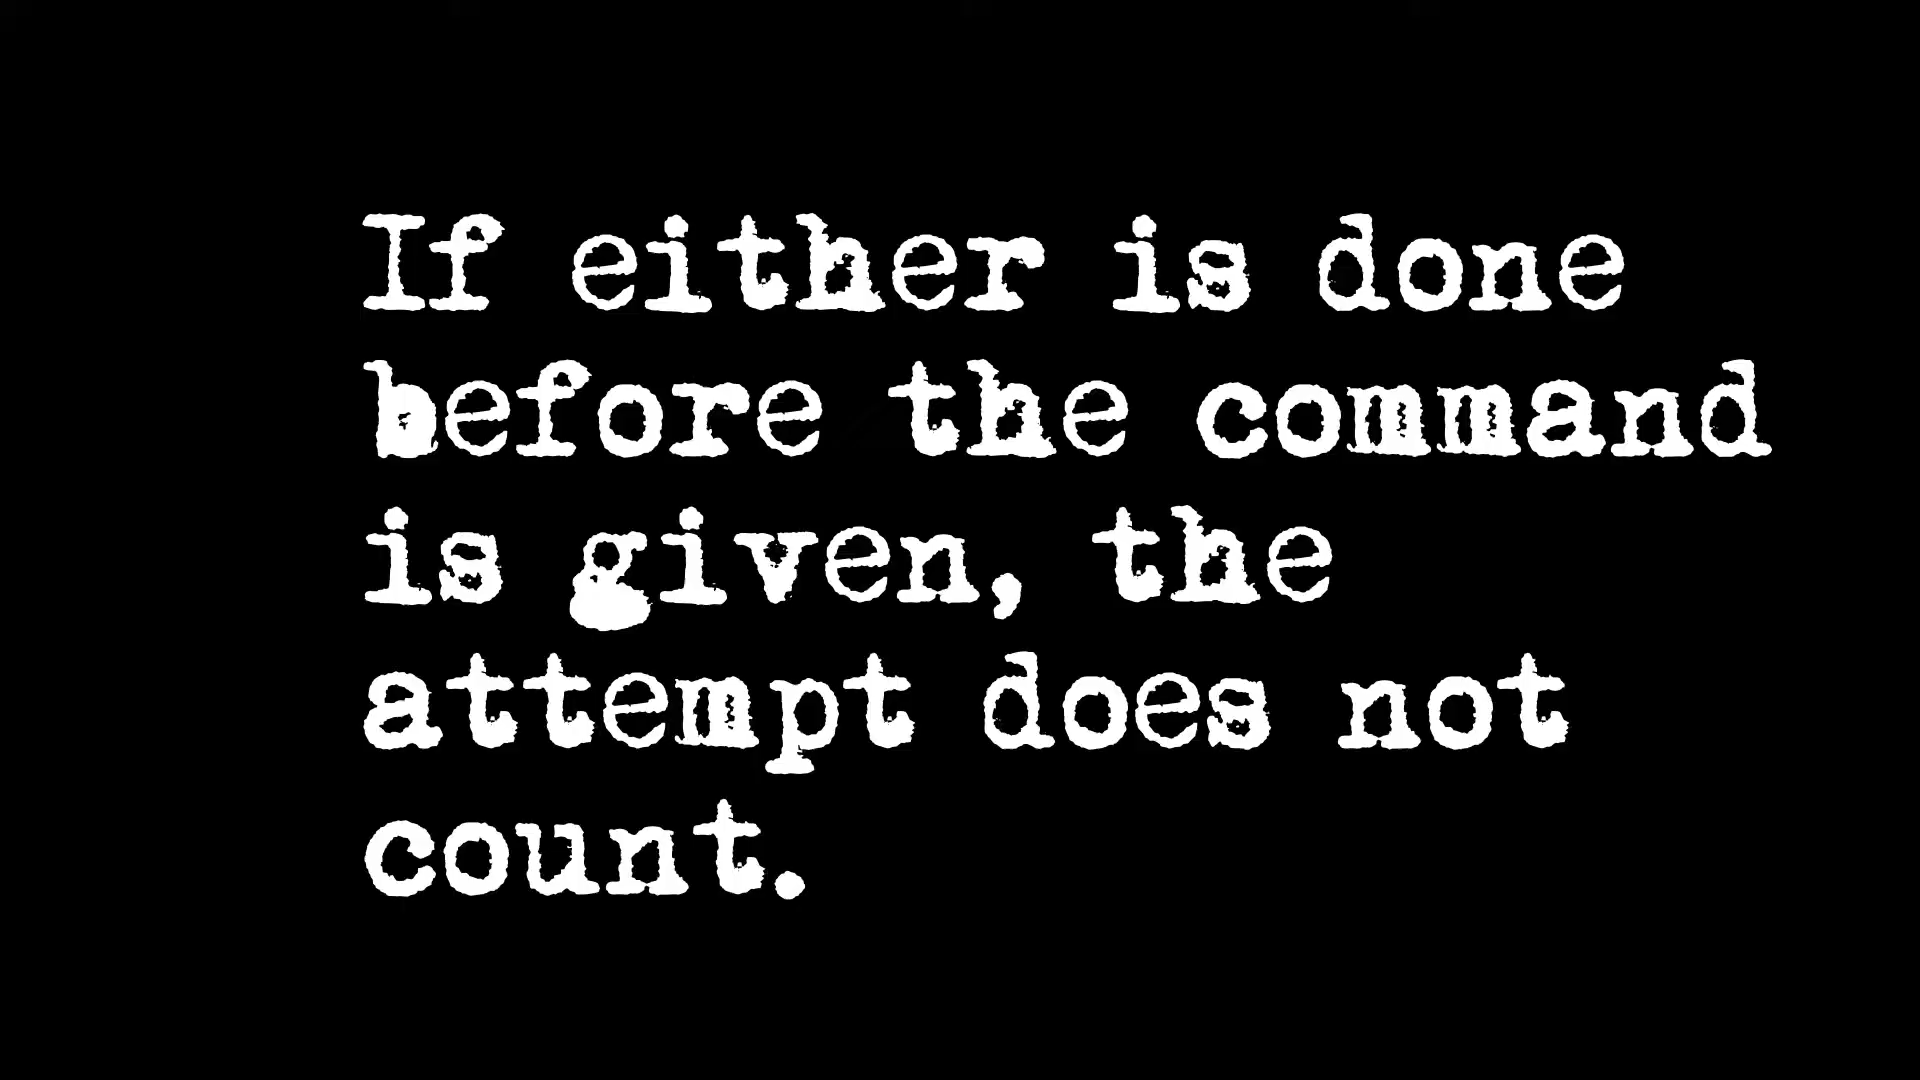 If either is done
before the command
is given, the
attempt does not
count.